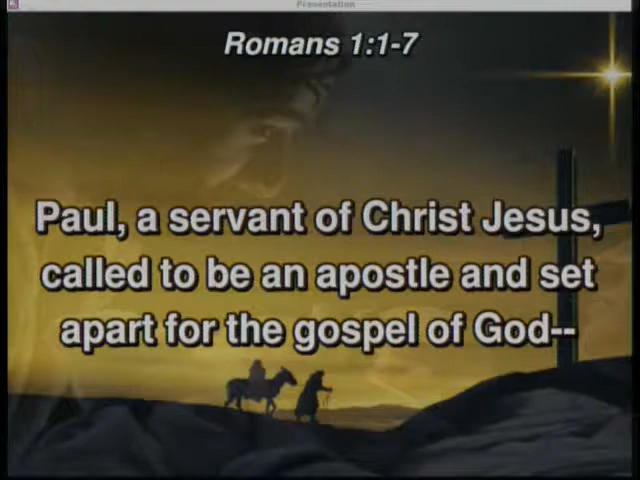 Presentation
Romans 1:1-7
Paul, a servant of Christ Jesus,
called to be an apostle and set
apart for the gospel of God--